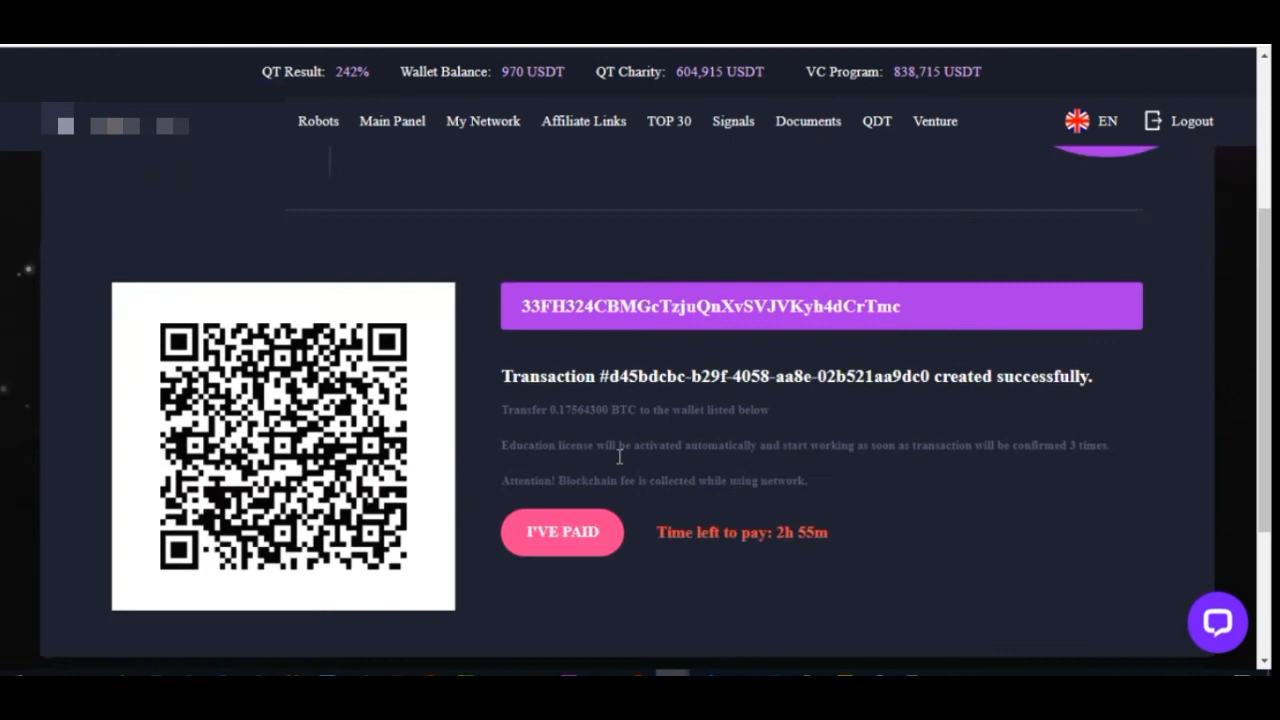 QT Result: 242% Wallet Balance: 970 USDT QT Charity: 604,915 USDT VC Program: 838,715 USDT
Robots Main Panel My Network Affiliate Links TOP 30 Signals Documents QDT Venture EN Logout
33FH324CBMGcTzjuQnXvSVJVKyh4dCrTmc
Transaction #d45bdcbc-b29f-4058-aa8e-02b521aa9dc0 created successfully.
Transfer 0.17564300 BTC to the wallet listed below
Education license will be activated automatically and start working as soon as transaction will be confirmed 3 times.
Attention! Blockchain fee is collected while using network.
I'VE PAID Time left to pay: 2h 55m